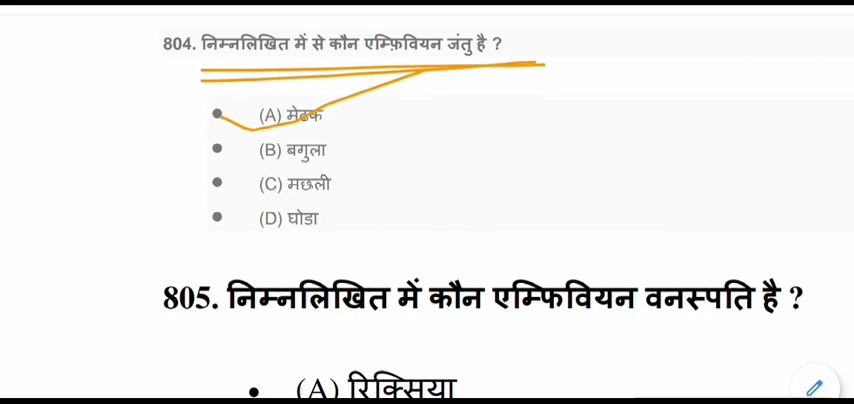 804. निम्नलिखित में से कौन एम्फ़िवियन जंतु है ?
(A) मेढक
(B) बगुला
(C) मछली
(D) घोडा
805. निम्नलिखित में कौन एम्फिवियन वनस्पति है ?
(A) रिक्सिया